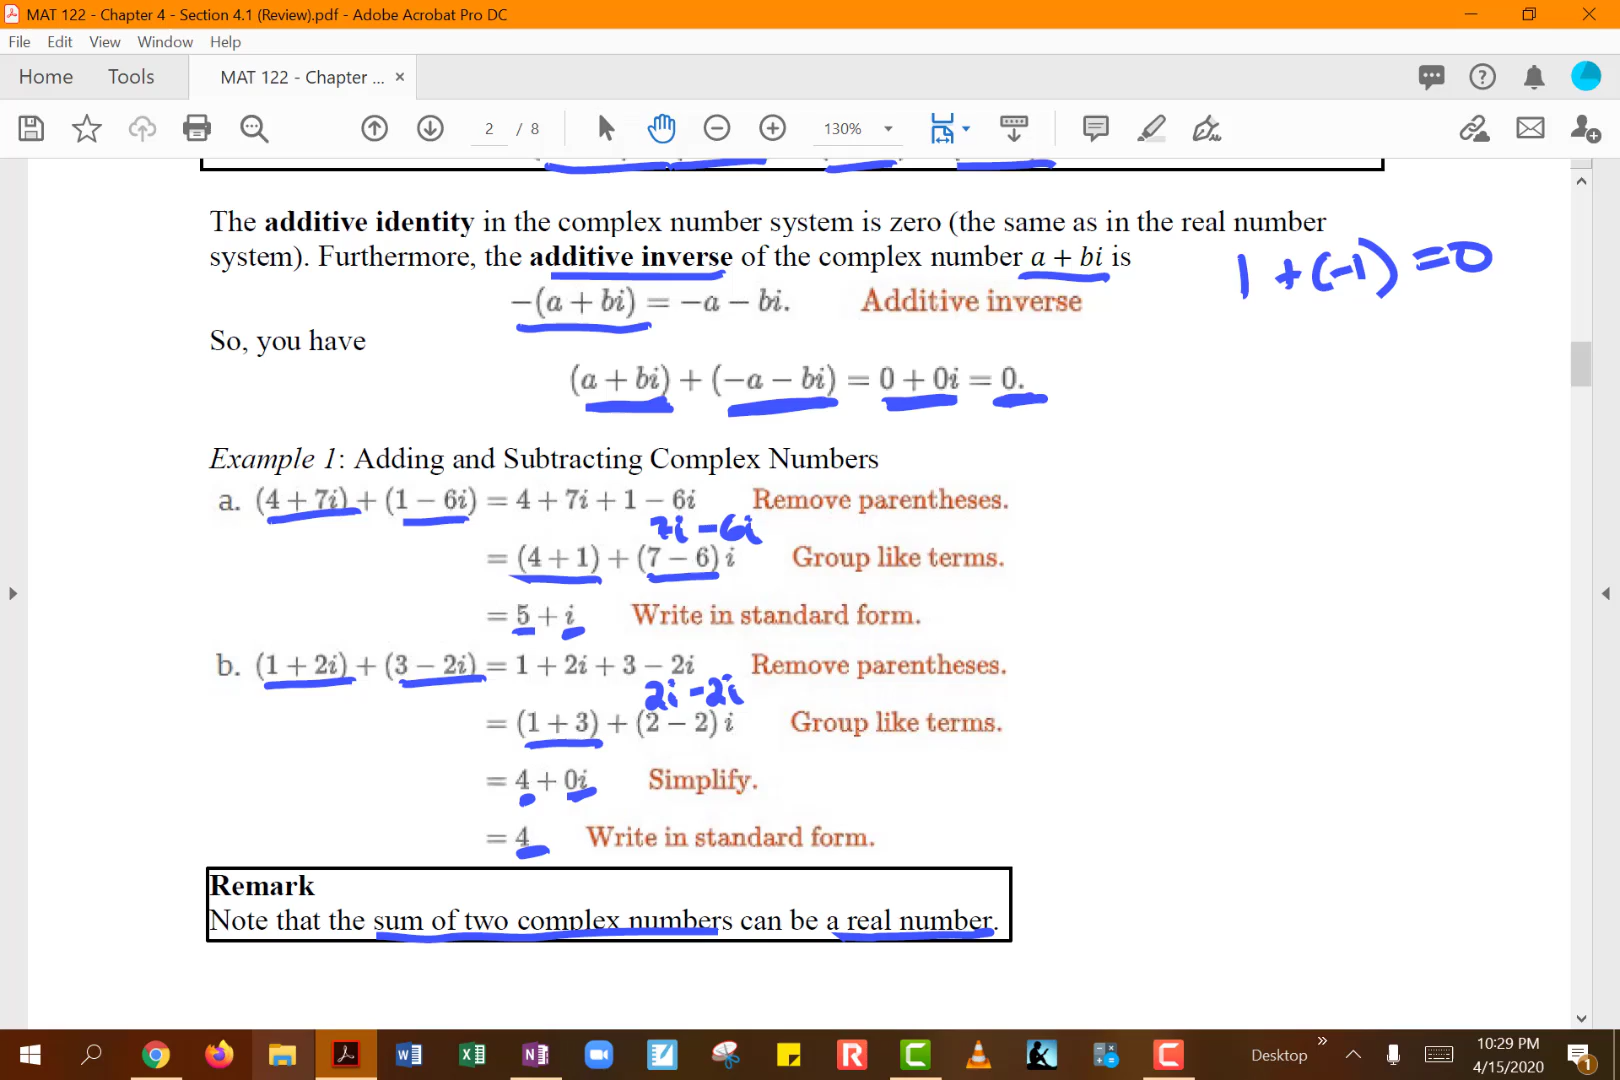 MAT 122 - Chapter 4 - Section 4.1 (Review).pdf - Adobe Acrobat Pro DC
File Edit View Window Help
Home Tools MAT 122 - Chapter ... ×
2 / 8 130%
The additive identity in the complex number system is zero (the same as in the real number
system). Furthermore, the additive inverse of the complex number a + bi is
1 + (-1) = 0
−(a + bi) = −a − bi. Additive inverse
So, you have
(a + bi) + (−a − bi) = 0 + 0i = 0.
Example 1: Adding and Subtracting Complex Numbers
a. (4 + 7i) + (1 − 6i) = 4 + 7i + 1 − 6i Remove parentheses.
7i - 6i
= (4 + 1) + (7 − 6) i Group like terms.
= 5 + i Write in standard form.
b. (1 + 2i) + (3 − 2i) = 1 + 2i + 3 − 2i Remove parentheses.
2i - 2i
= (1 + 3) + (2 − 2) i Group like terms.
= 4 + 0i Simplify.
= 4 Write in standard form.
Remark
Note that the sum of two complex numbers can be a real number.
Desktop
10:29 PM
4/15/2020
1